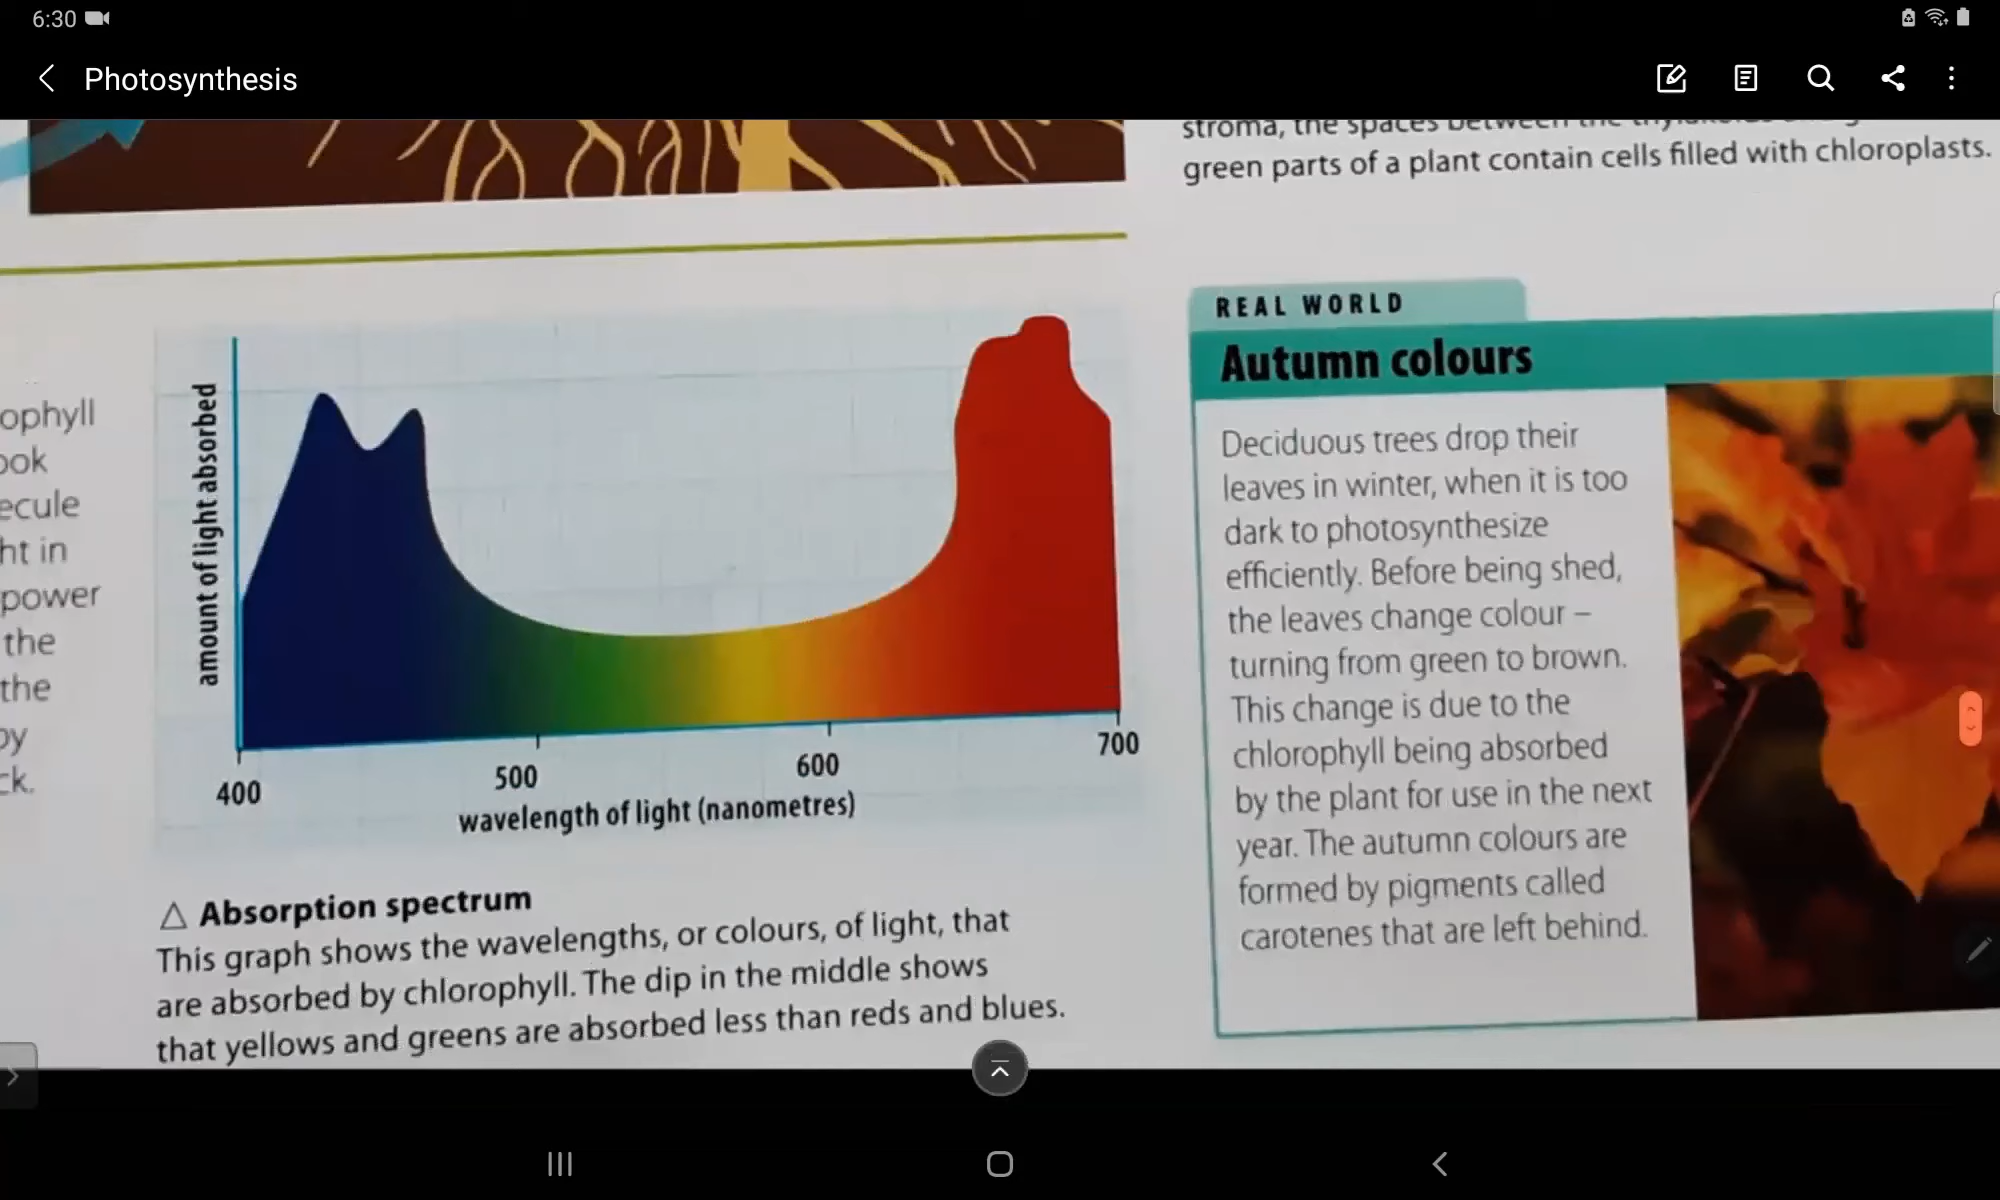 6:30
Photosynthesis
green parts of a plant contain cells filled with chloroplasts.
ophyll
ook
ecule
ht in
power
the
the
by
ck.
amount of light absorbed
400
500
600
700
wavelength of light (nanometres)
△ Absorption spectrum
This graph shows the wavelengths, or colours, of light, that
are absorbed by chlorophyll. The dip in the middle shows
that yellows and greens are absorbed less than reds and blues.
REAL WORLD
Autumn colours
Deciduous trees drop their
leaves in winter, when it is too
dark to photosynthesize
efficiently. Before being shed,
the leaves change colour –
turning from green to brown.
This change is due to the
chlorophyll being absorbed
by the plant for use in the next
year. The autumn colours are
formed by pigments called
carotenes that are left behind.